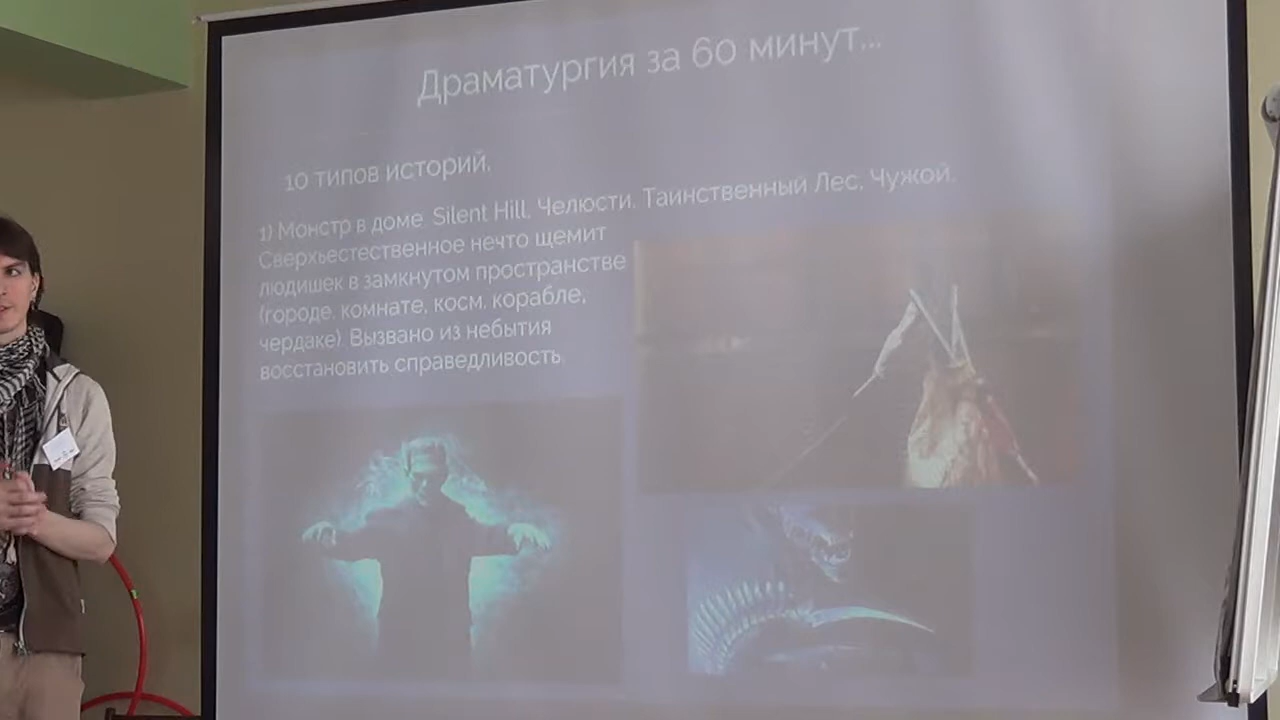 Драматургия за 60 минут...
10 типов историй.
1) Монстр в доме. Silent Hill, Челюсти, Таинственный Лес, Чужой.
Сверхьестественное нечто щемит
людишек в замкнутом пространстве
(городе, комнате, косм. корабле,
чердаке). Вызвано из небытия
восстановить справедливость.